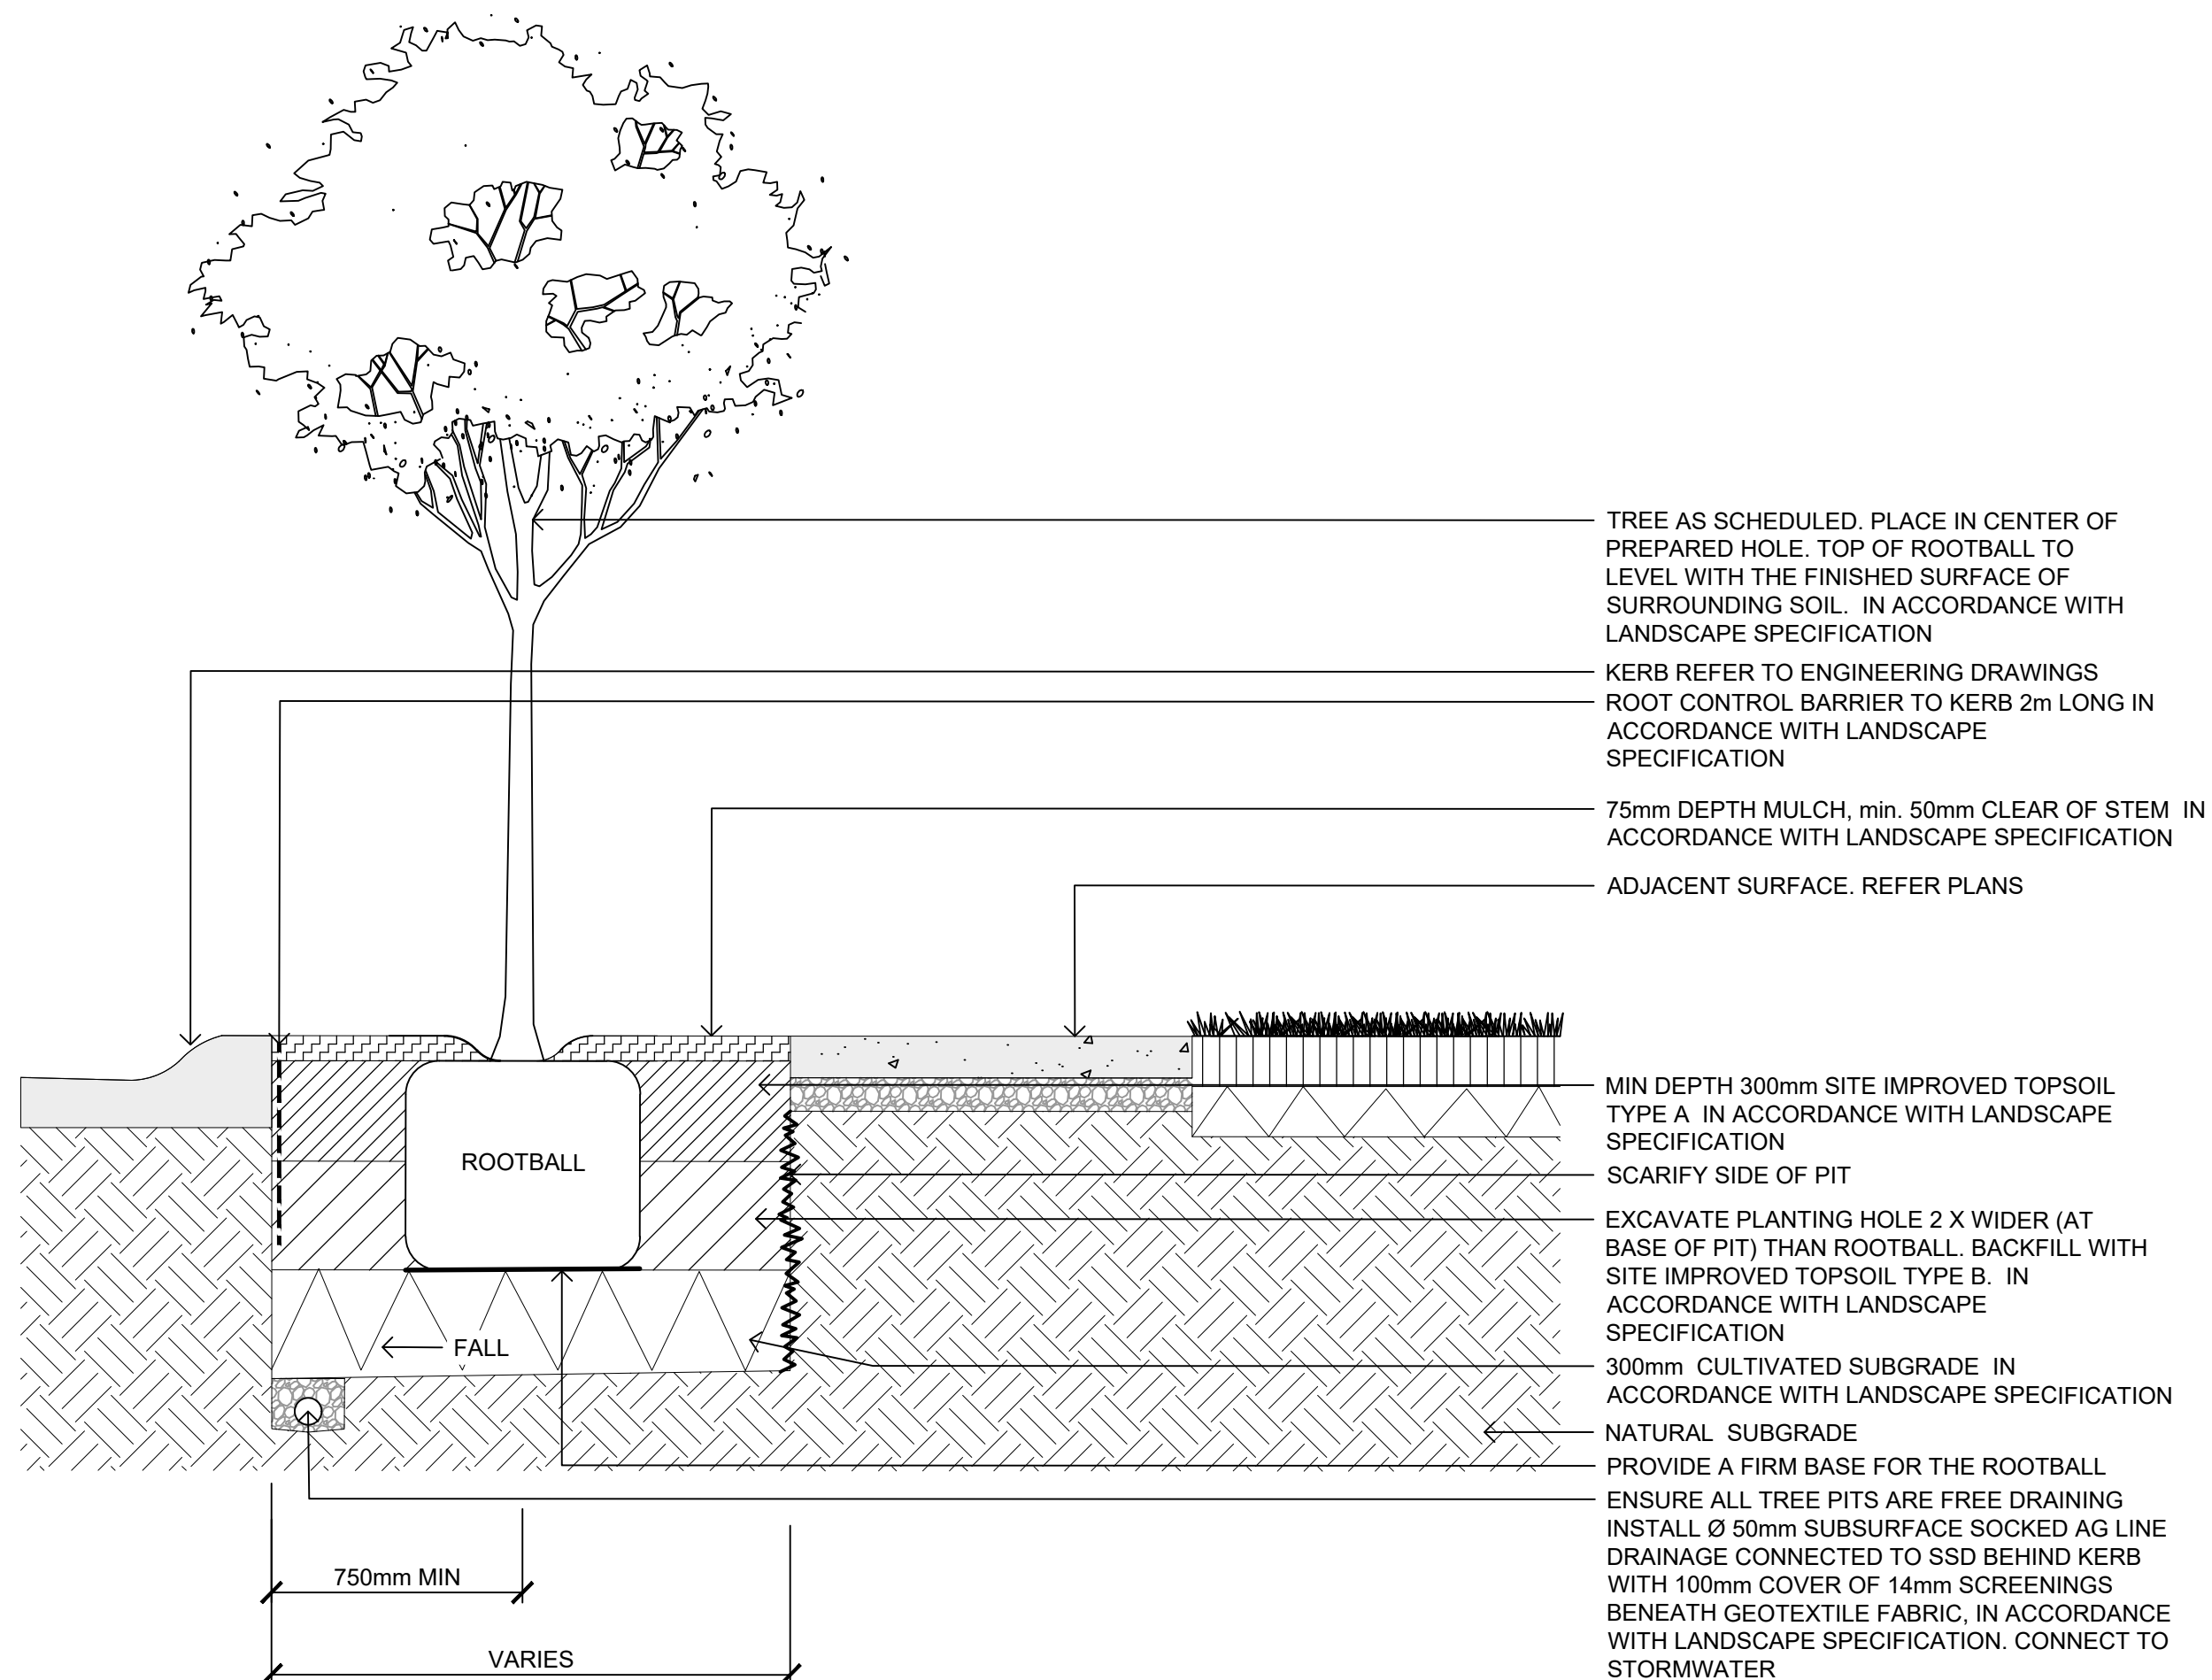 TREE AS SCHEDULED. PLACE IN CENTER OF
PREPARED HOLE. TOP OF ROOTBALL TO
LEVEL WITH THE FINISHED SURFACE OF
SURROUNDING SOIL.  IN ACCORDANCE WITH
LANDSCAPE SPECIFICATION
KERB REFER TO ENGINEERING DRAWINGS
ROOT CONTROL BARRIER TO KERB 2m LONG IN
ACCORDANCE WITH LANDSCAPE
SPECIFICATION
75mm DEPTH MULCH, min. 50mm CLEAR OF STEM  IN
ACCORDANCE WITH LANDSCAPE SPECIFICATION
ADJACENT SURFACE. REFER PLANS
MIN DEPTH 300mm SITE IMPROVED TOPSOIL
TYPE A  IN ACCORDANCE WITH LANDSCAPE
SPECIFICATION
SCARIFY SIDE OF PIT
EXCAVATE PLANTING HOLE 2 X WIDER (AT
BASE OF PIT) THAN ROOTBALL. BACKFILL WITH
SITE IMPROVED TOPSOIL TYPE B.  IN
ACCORDANCE WITH LANDSCAPE
SPECIFICATION
300mm  CULTIVATED SUBGRADE  IN
ACCORDANCE WITH LANDSCAPE SPECIFICATION
NATURAL  SUBGRADE
PROVIDE A FIRM BASE FOR THE ROOTBALL
ENSURE ALL TREE PITS ARE FREE DRAINING
INSTALL Ø 50mm SUBSURFACE SOCKED AG LINE
DRAINAGE CONNECTED TO SSD BEHIND KERB
WITH 100mm COVER OF 14mm SCREENINGS
BENEATH GEOTEXTILE FABRIC, IN ACCORDANCE
WITH LANDSCAPE SPECIFICATION. CONNECT TO
STORMWATER
ROOTBALL
FALL
750mm MIN
VARIES